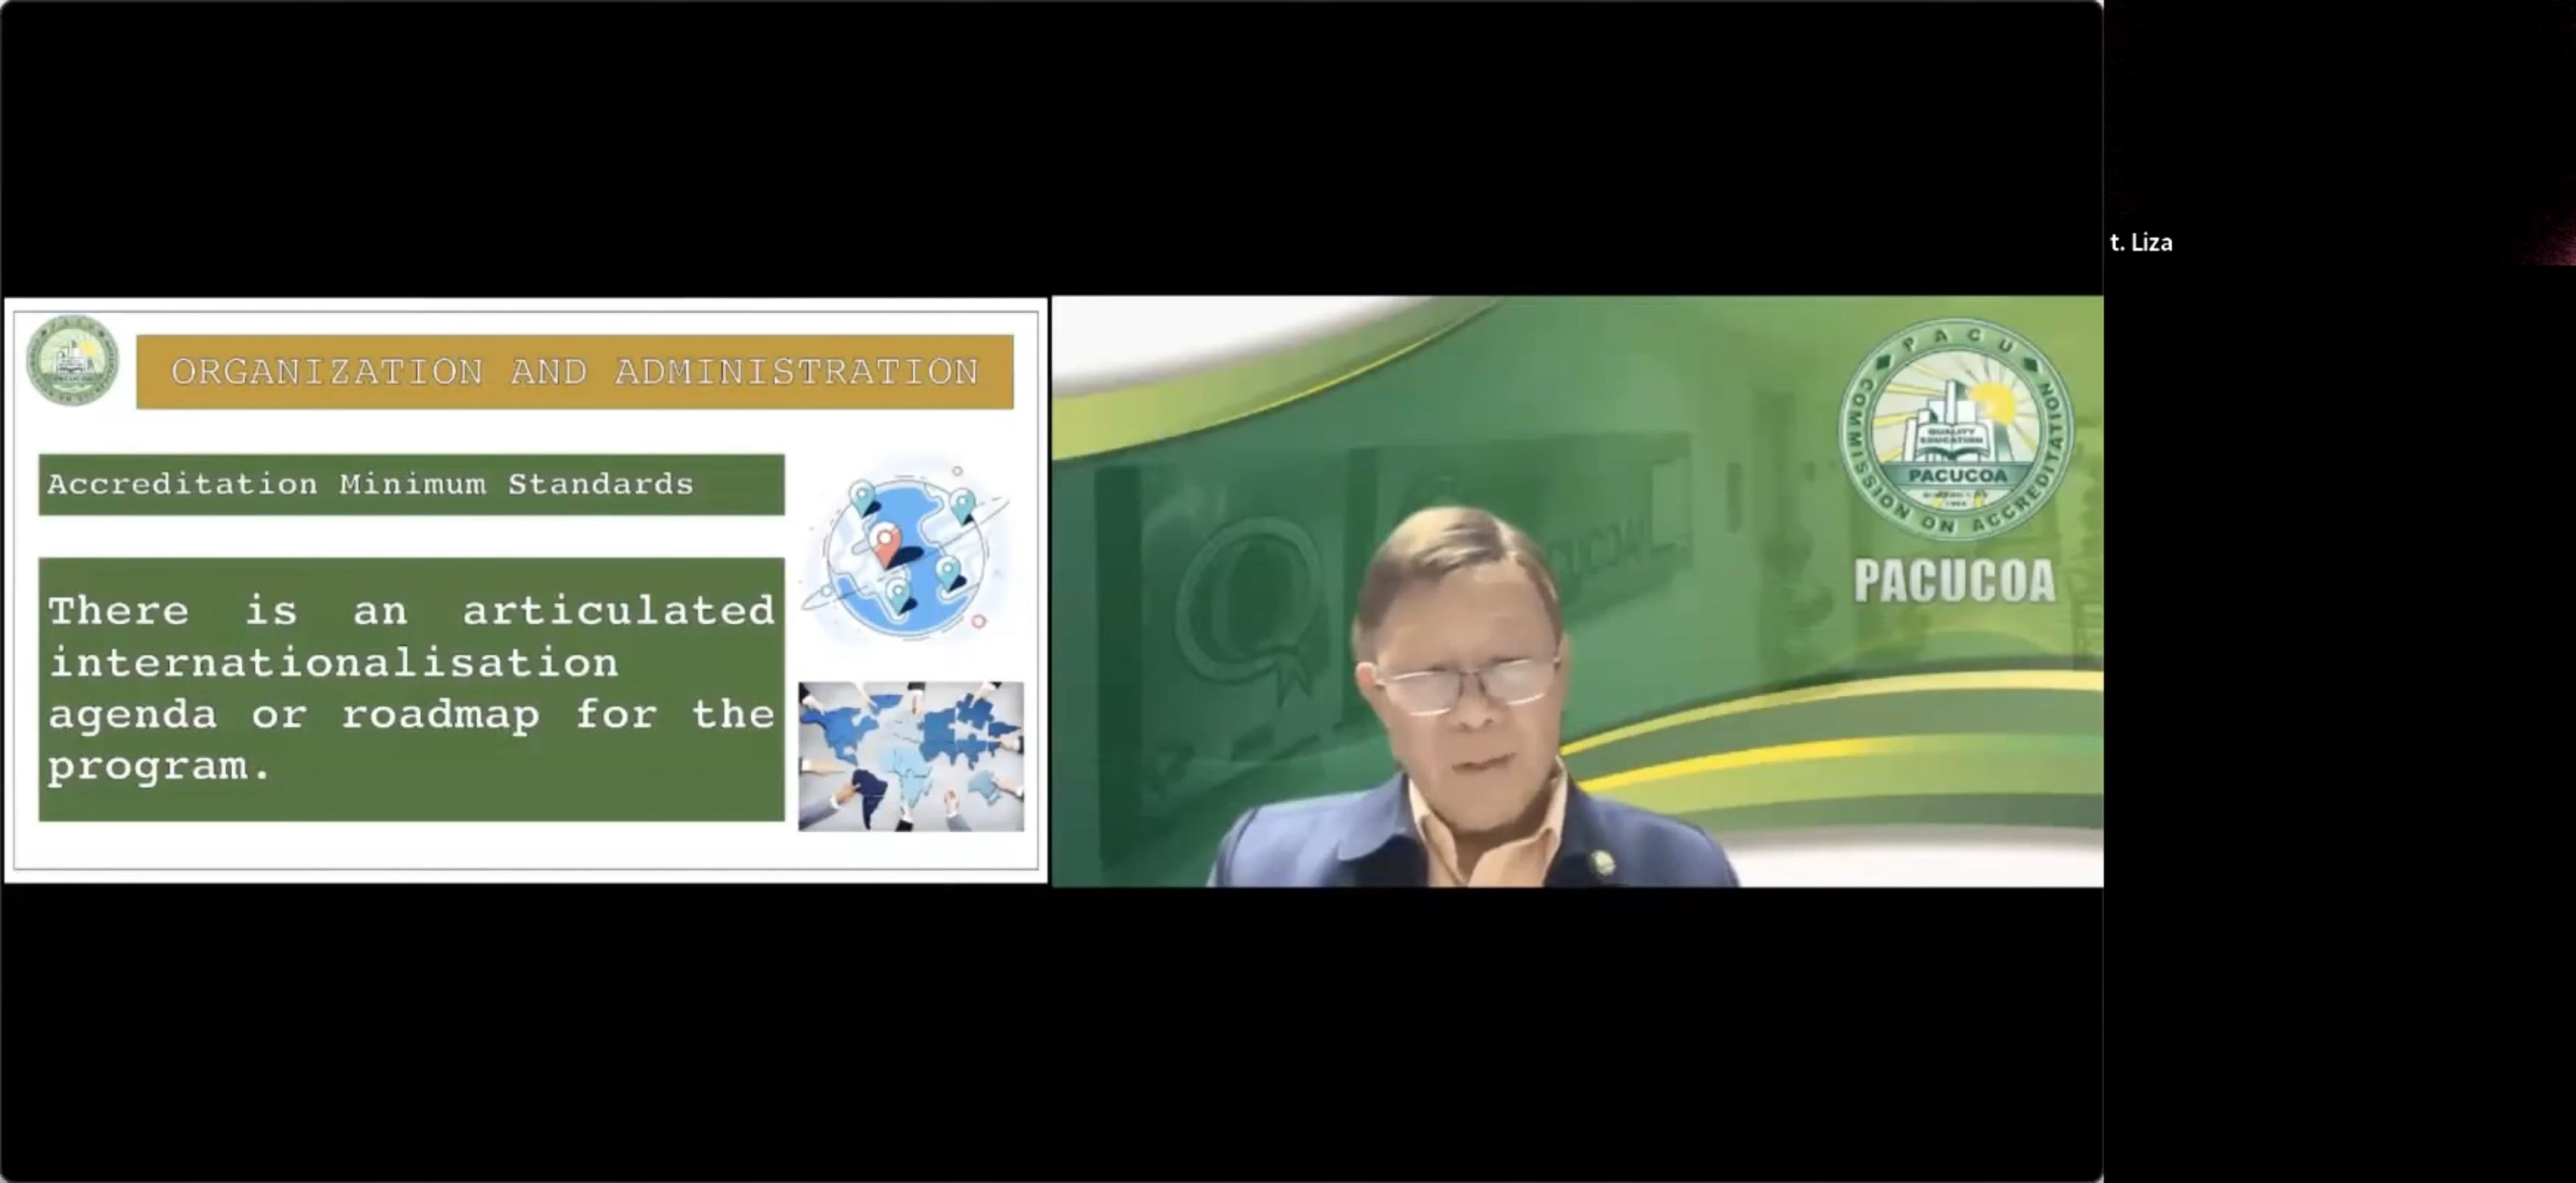 ORGANIZATION AND ADMINISTRATION
Accreditation Minimum Standards
There is an articulated
internationalisation
agenda or roadmap for the
program.
PACU
COMMISSION ON ACCREDITATION
QUALITY
EDUCATION
PACUCOA
PACUCOA
t. Liza